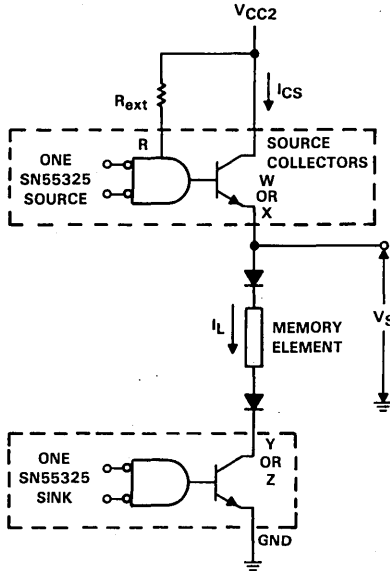 VCC2
ICS
Rext
R
SOURCE
COLLECTORS
ONE
SN55325
SOURCE
W
OR
X
IL
MEMORY
ELEMENT
VS
ONE
SN55325
SINK
Y
OR
Z
GND